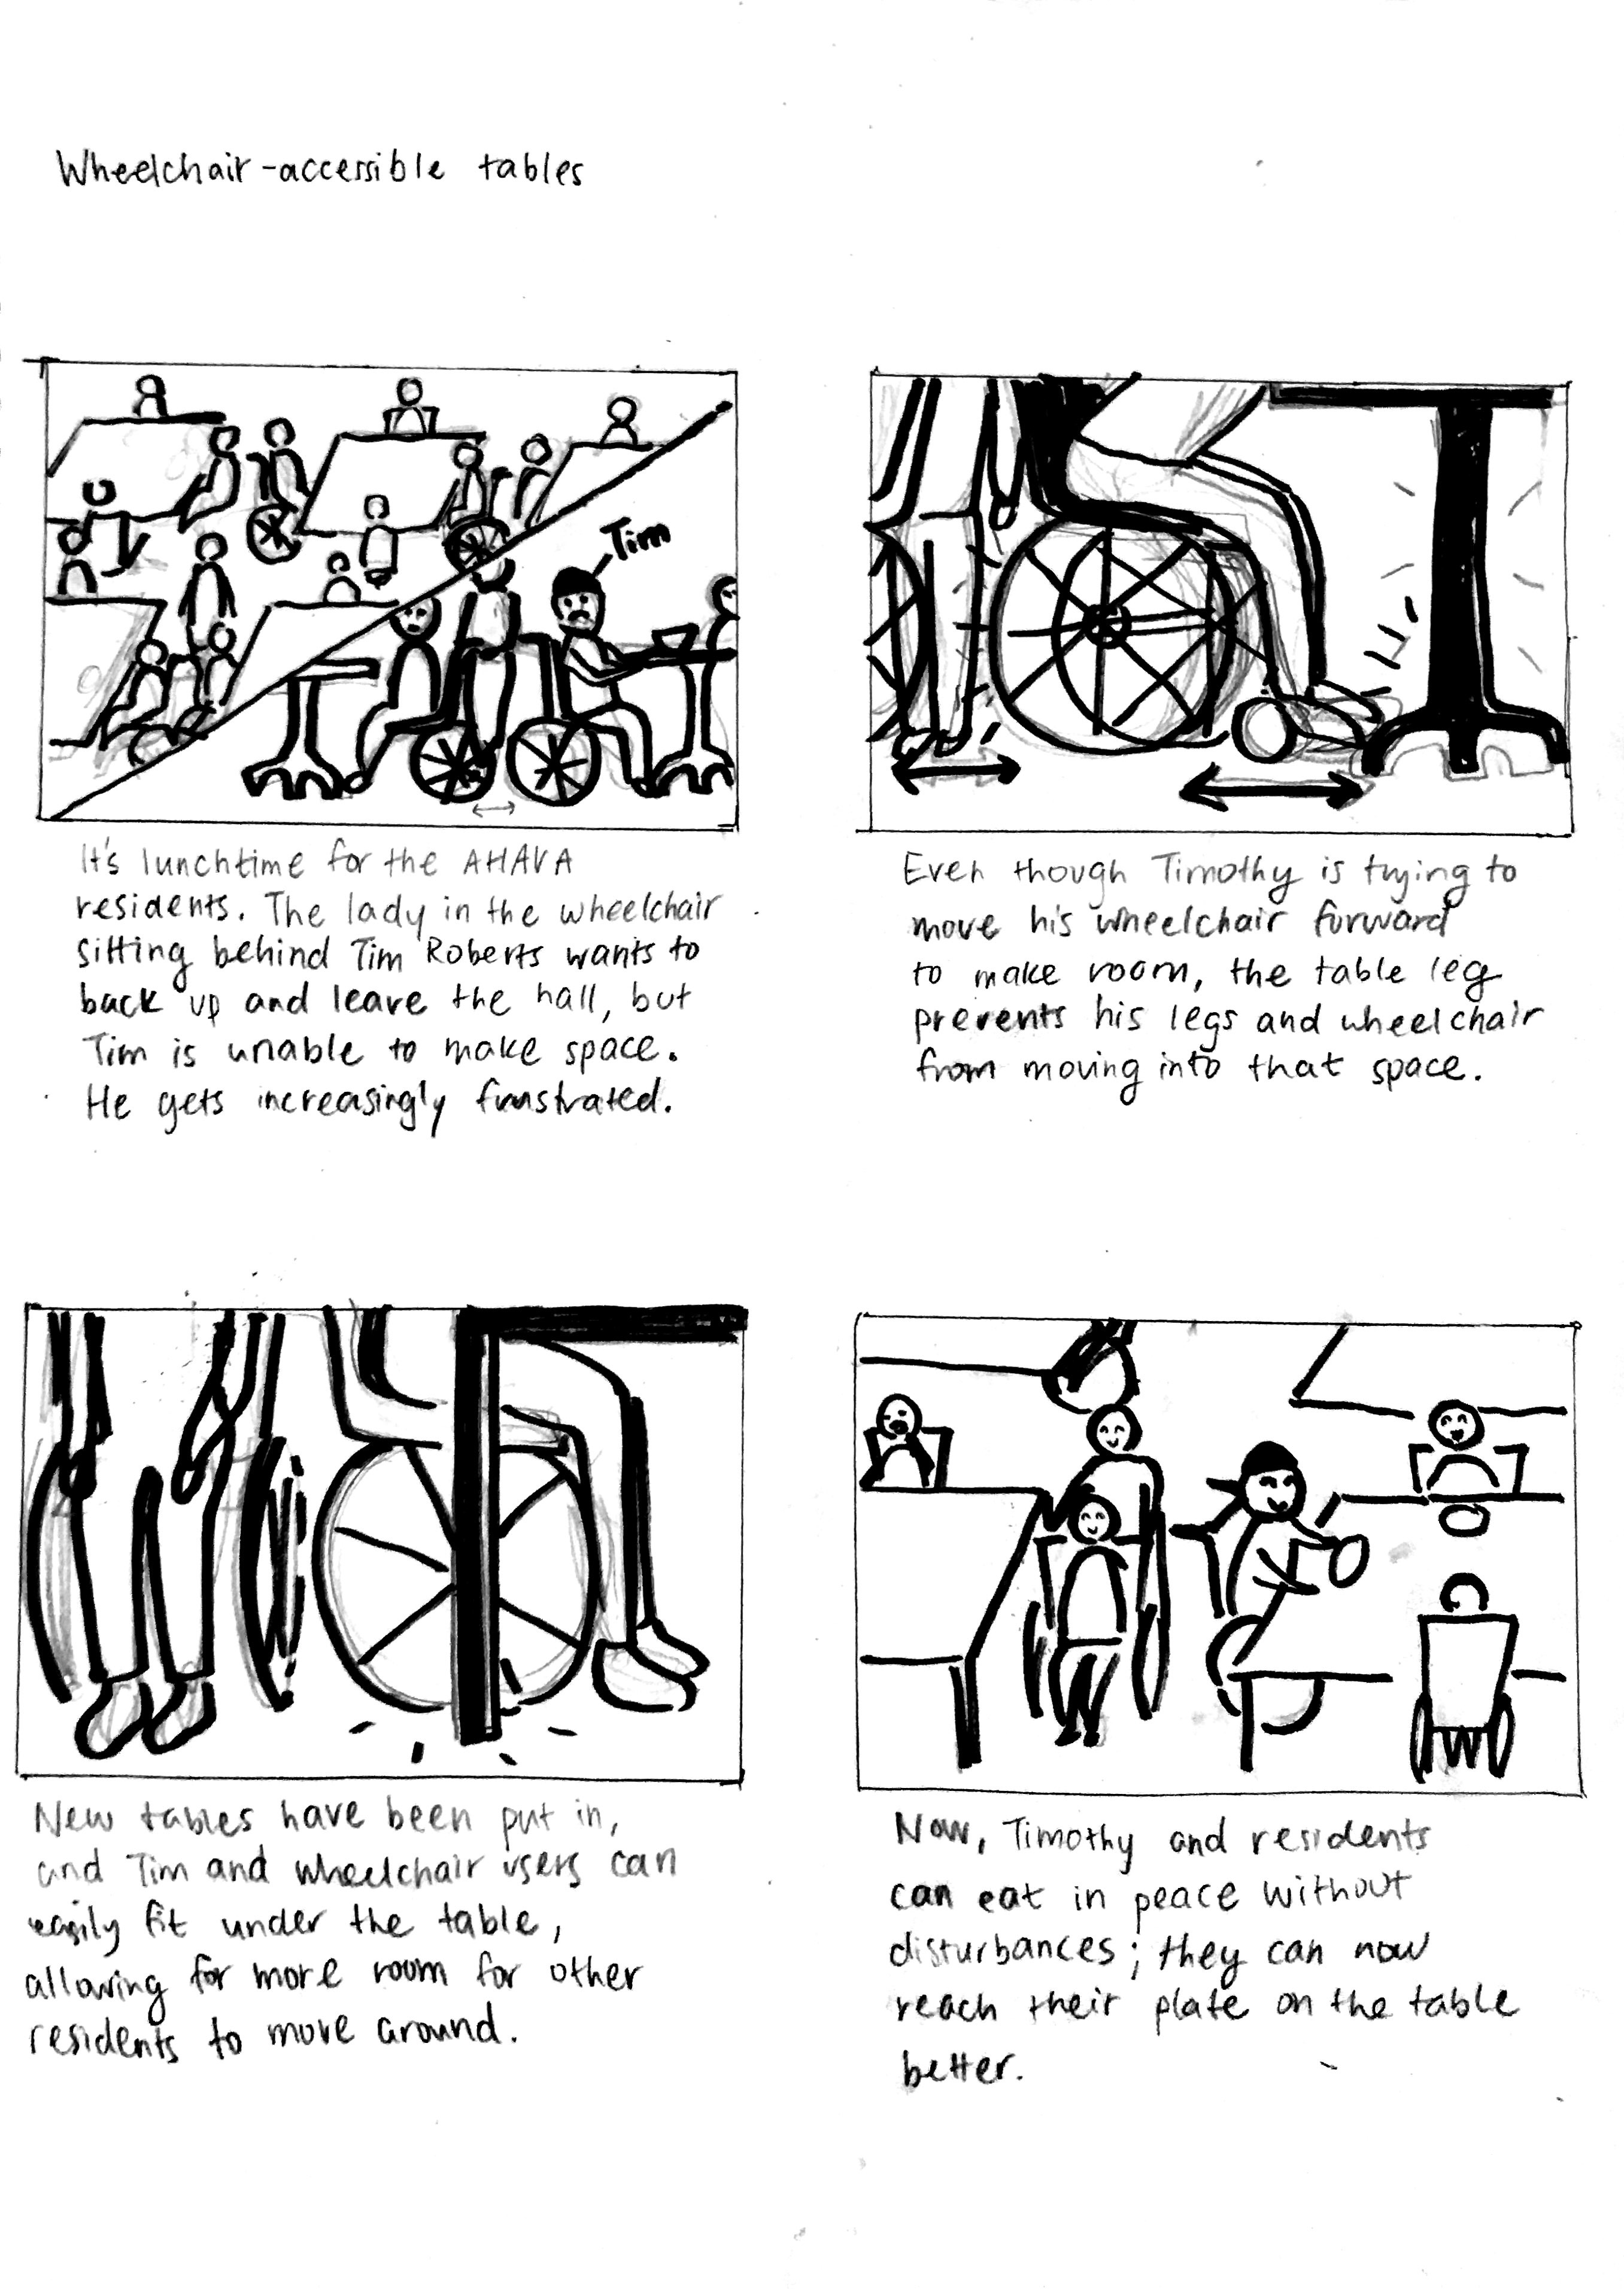 Wheelchair-accessible tables
Tim
It's lunchtime for the AHAVA
residents. The lady in the wheelchair
sitting behind Tim Roberts wants to
back up and leave the hall, but
Tim is unable to make space.
He gets increasingly frustrated.
Even though Timothy is trying to
move his wheelchair forward
to make room, the table leg
prevents his legs and wheelchair
from moving into that space.
New tables have been put in,
and Tim and wheelchair users can
easily fit under the table,
allowing for more room for other
residents to move around.
Now, Timothy and residents
can eat in peace without
disturbances; they can now
reach their plate on the table
better.